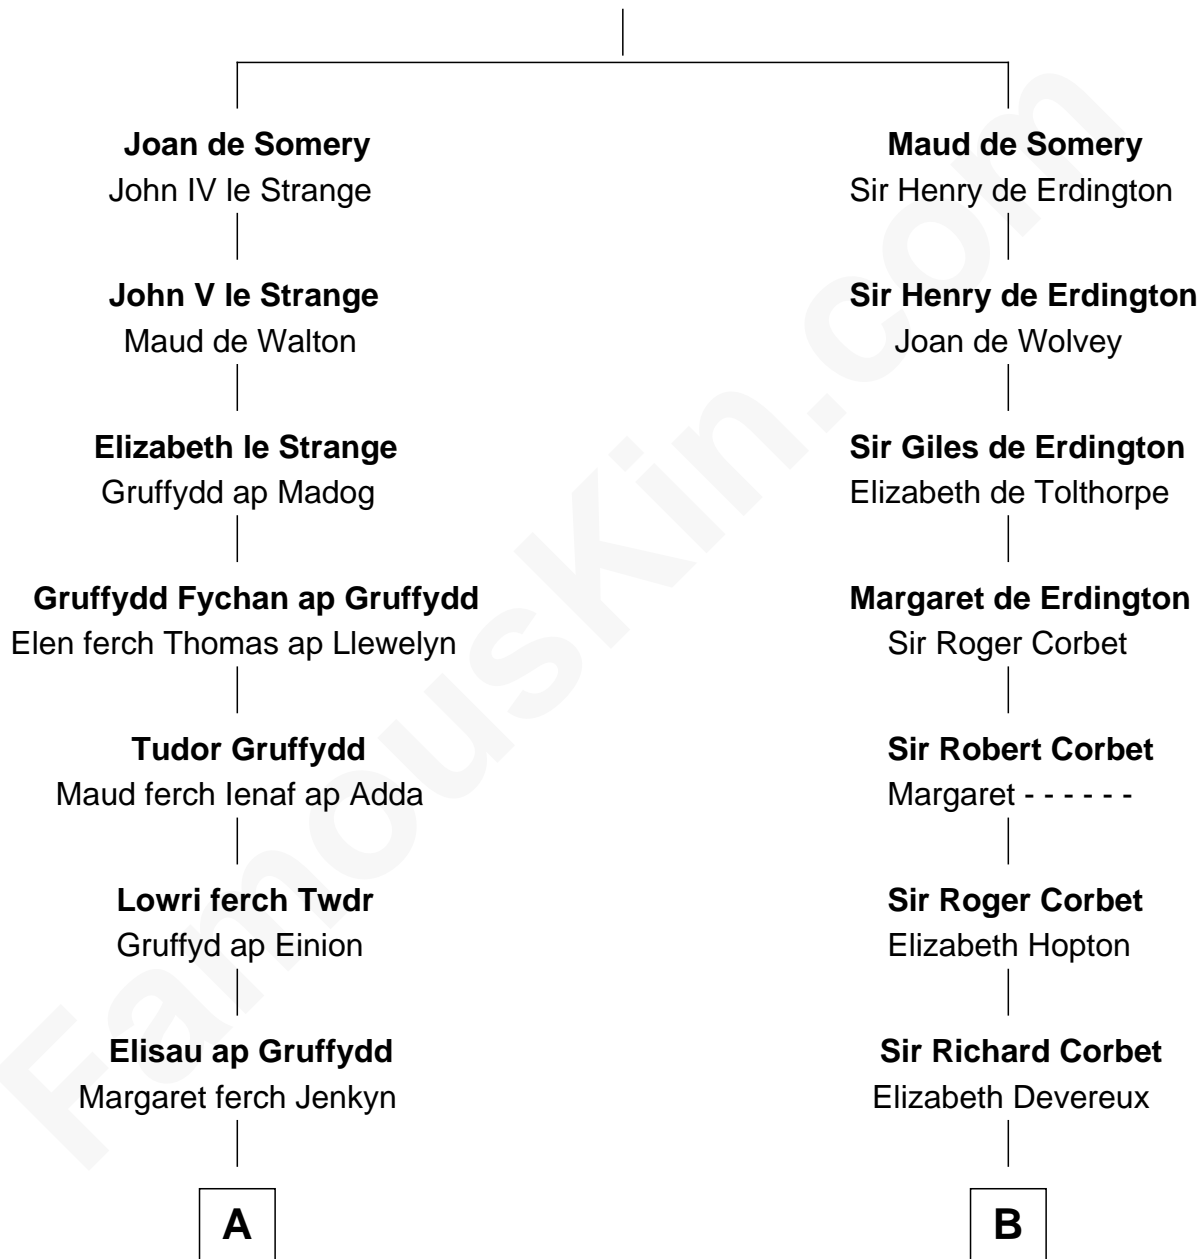 Joan de Somery
John IV le Strange
John V le Strange
Maud de Walton
Elizabeth le Strange
Gruffydd ap Madog
Gruffydd Fychan ap Gruffydd
Elen ferch Thomas ap Llewelyn
Tudor Gruffydd
Maud ferch Ienaf ap Adda
Lowri ferch Twdr
Gruffyd ap Einion
Elisau ap Gruffydd
Margaret ferch Jenkyn
A
Maud de Somery
Sir Henry de Erdington
Sir Henry de Erdington
Joan de Wolvey
Sir Giles de Erdington
Elizabeth de Tolthorpe
Margaret de Erdington
Sir Roger Corbet
Sir Robert Corbet
Margaret - - - - - -
Sir Roger Corbet
Elizabeth Hopton
Sir Richard Corbet
Elizabeth Devereux
B
FamousKin.com